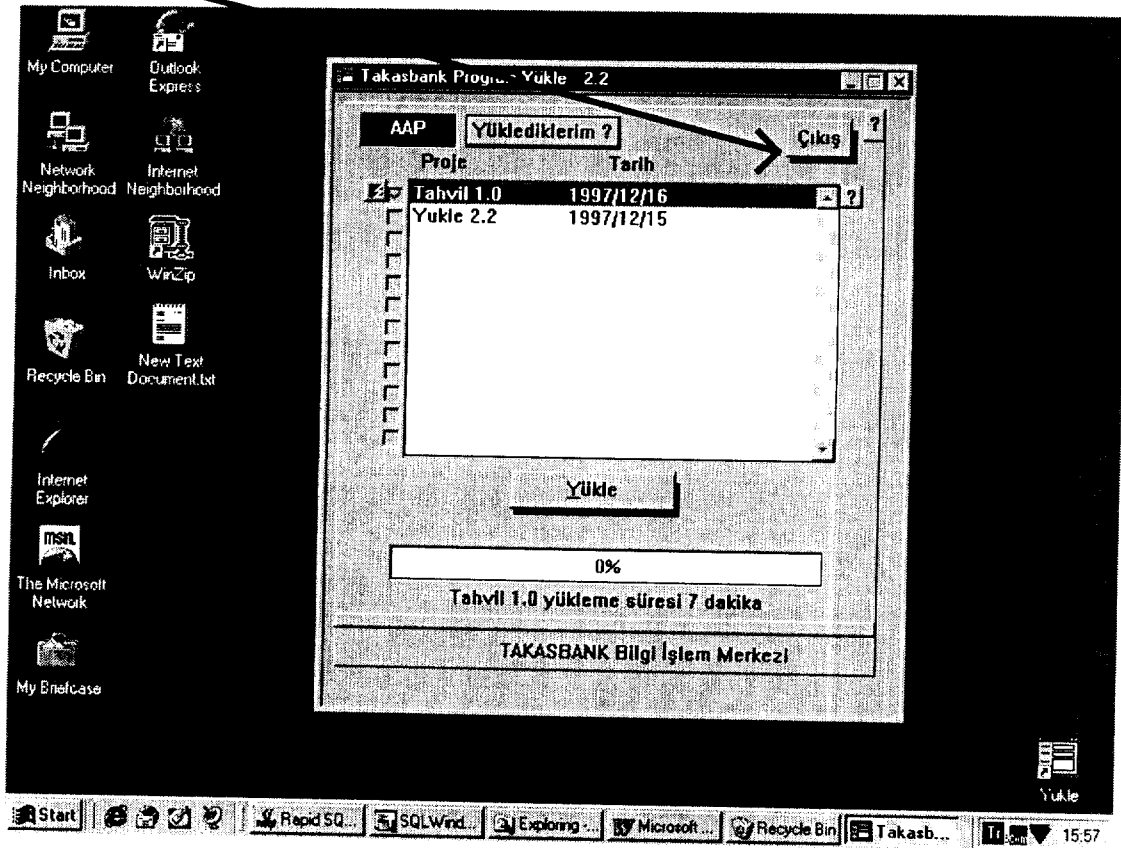 My Computer
Outlook
Express
Network
Neighborhood
Internet
Neighborhood
Inbox
WinZip
Recycle Bin
New Text
Document.txt
Internet
Explorer
msn.
The Microsoft
Network
My Briefcase
Takasbank Program Yükle 2.2
AAP
Yüklediklerim ?
Çıkış
?
Proje Tarih
Tahvil 1.0 1997/12/16
?
Yukle 2.2 1997/12/15
Yükle
0%
Tahvil 1.0 yükleme süresi 7 dakika
TAKASBANK Bilgi İşlem Merkezi
Yukle
Start
Rapid SQ...
SQLWind...
Exploring -...
Microsoft ...
Recycle Bin
Takasb...
Tr
15:57